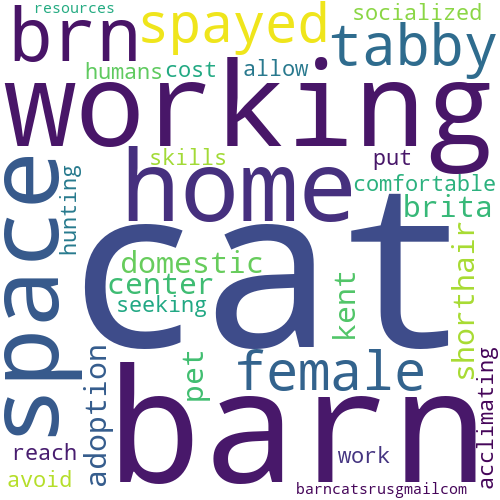 resources
brn
spayed
socialized
tabby
humans
cost
allow
working
skills
put
home
space
hunting
comfortable
brita
cat
domestic
center
seeking
kent
shorthair
female
pet
adoption
barn
acclimating
reach
work
avoid
barncatsrusgmailcom